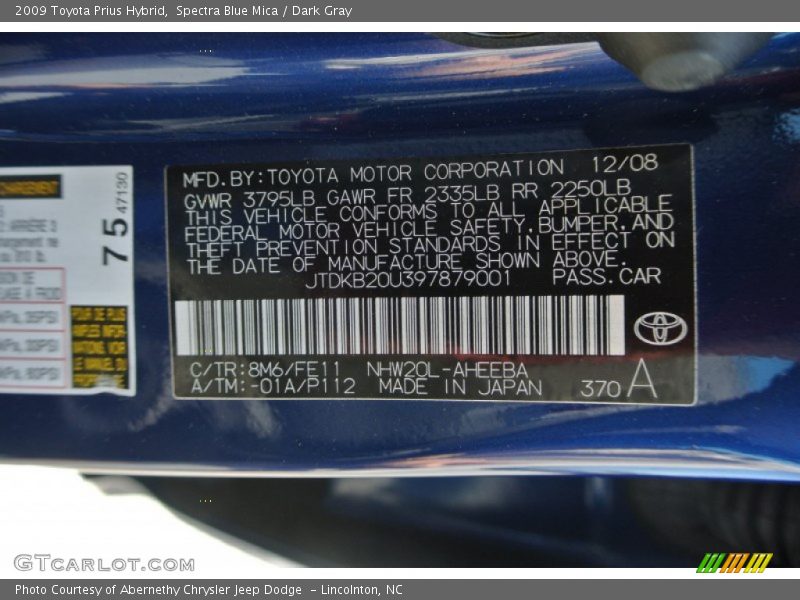 2009 Toyota Prius Hybrid, Spectra Blue Mica / Dark Gray
MFD. BY: TOYOTA MOTOR CORPORATION 12/08
GVWR 3795LB GAWR FR 2335LB RR 2250LB
THIS VEHICLE CONFORMS TO ALL APPLICABLE
FEDERAL MOTOR VEHICLE SAFETY, BUMPER, AND
THEFT PREVENTION STANDARDS IN EFFECT ON
THE DATE OF MANUFACTURE SHOWN ABOVE.
JTDKB20U397879001 PASS. CAR
C/TR: 8M6/FE11 NHW20L-AHEEBA
A/TM: -01A/P112 MADE IN JAPAN 370 A
75 47130
GTCARLOT.COM
Photo Courtesy of Abernethy Chrysler Jeep Dodge - Lincolnton, NC